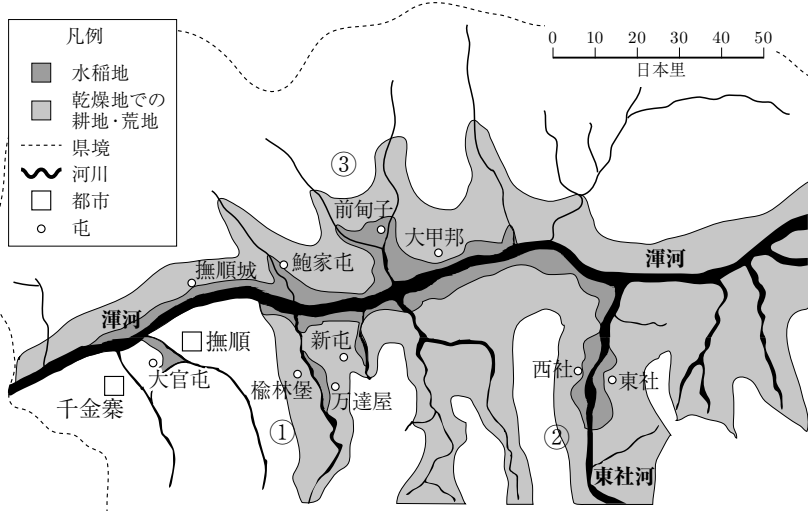 凡例
水稲地
乾燥地での
耕地・荒地
県境
河川
都市
屯
0 10 20 30 40 50
日本里
③
前甸子
大甲邦
鮑家屯
撫順城
渾河
渾河
撫順
新屯
大官屯
楡林堡
万達屋
千金寨
西社
東社
①
②
東社河